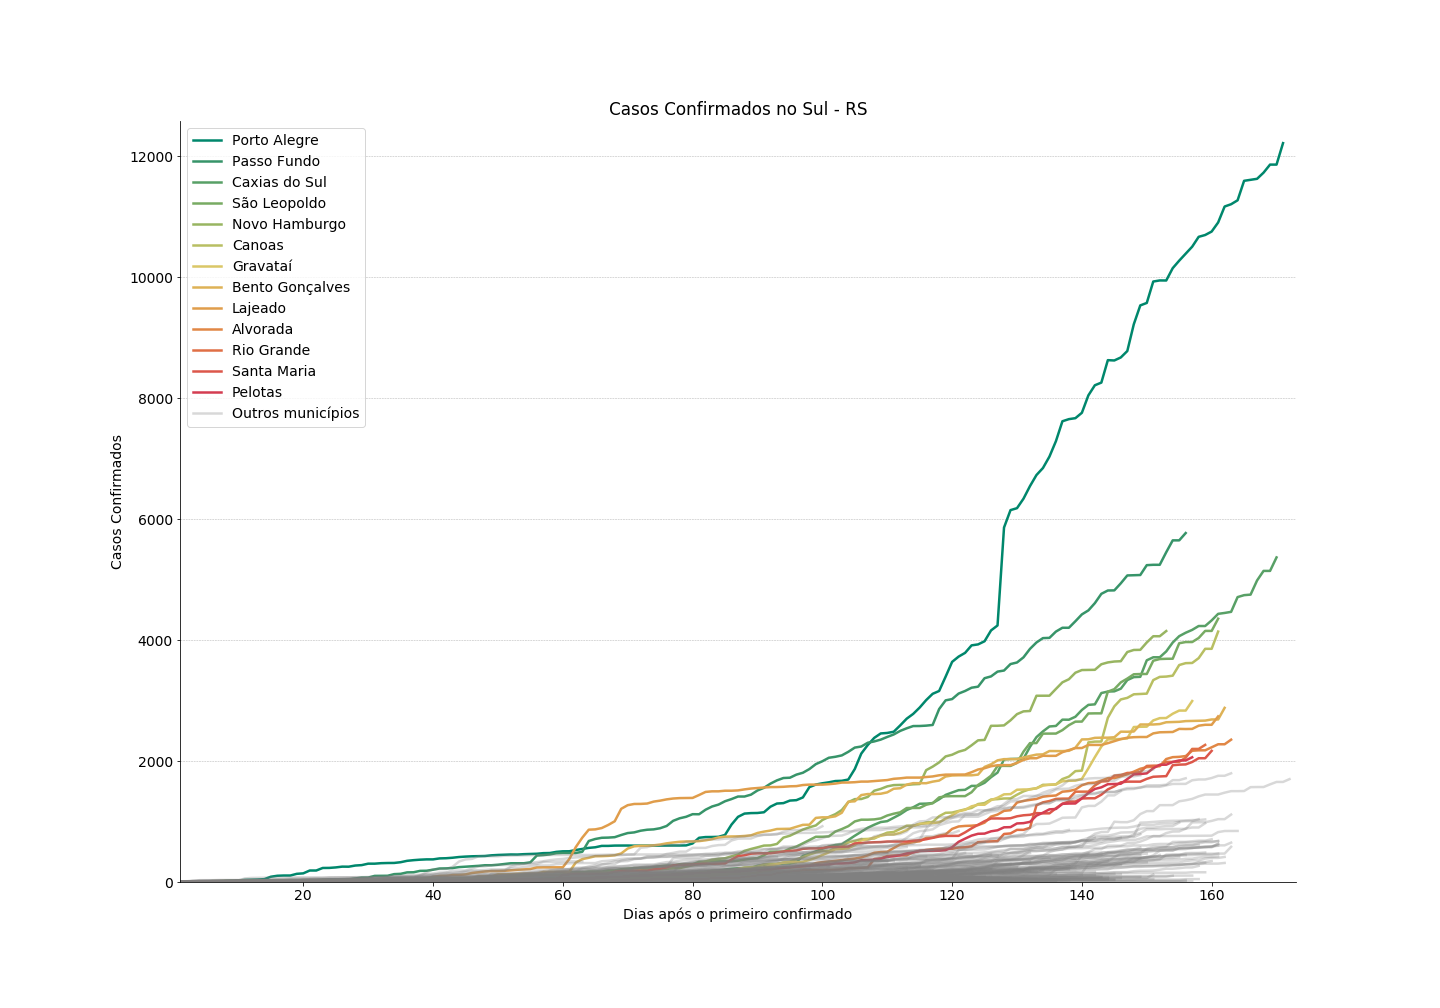 Casos Confirmados no Sul - RS
Porto Alegre
Passo Fundo
Caxias do Sul
São Leopoldo
Novo Hamburgo
Canoas
Gravataí
Bento Gonçalves
Lajeado
Alvorada
Rio Grande
Santa Maria
Pelotas
Outros municípios
12000
10000
8000
6000
4000
2000
0
Casos Confirmados
20 40 60 80 100 120 140 160
Dias após o primeiro confirmado